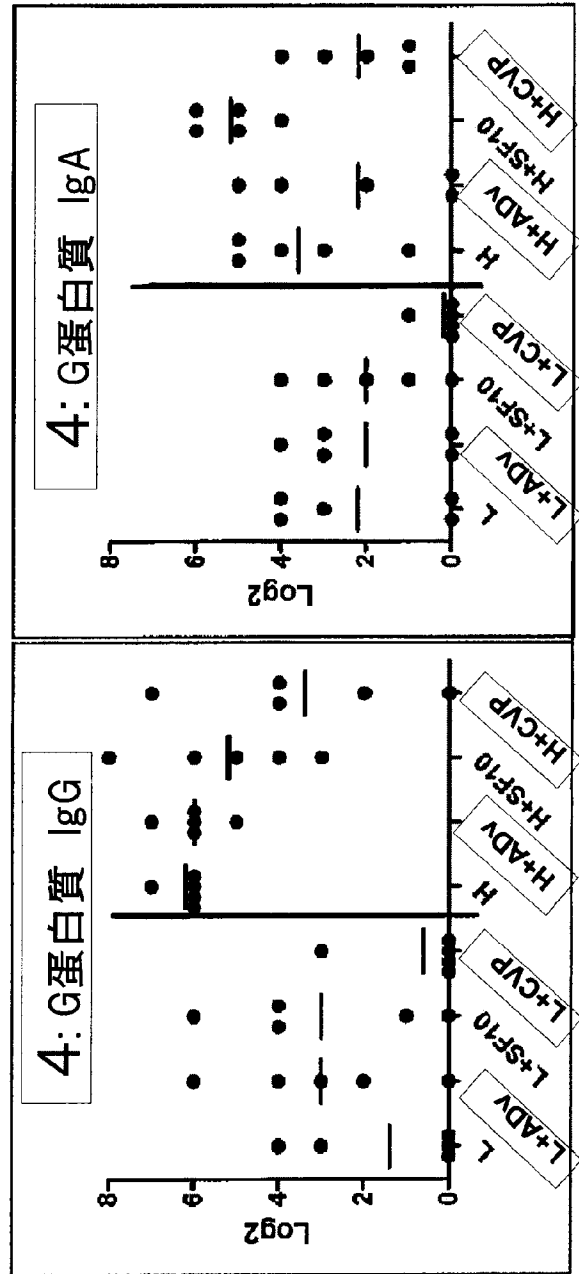 4: G蛋白質 IgG
Log2
8
6
4
2
0
L
L+ADv
L+SF10
L+CVP
H
H+ADv
H+SF10
H+CVP
4: G蛋白質 IgA
Log2
8
6
4
2
0
L
L+ADv
L+SF10
L+CVP
H
H+ADv
H+SF10
H+CVP